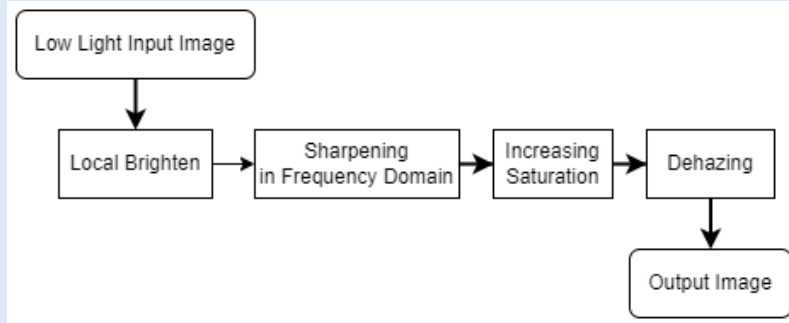 Low Light Input Image
Local Brighten
Sharpening
in Frequency Domain
Increasing
Saturation
Dehazing
Output Image